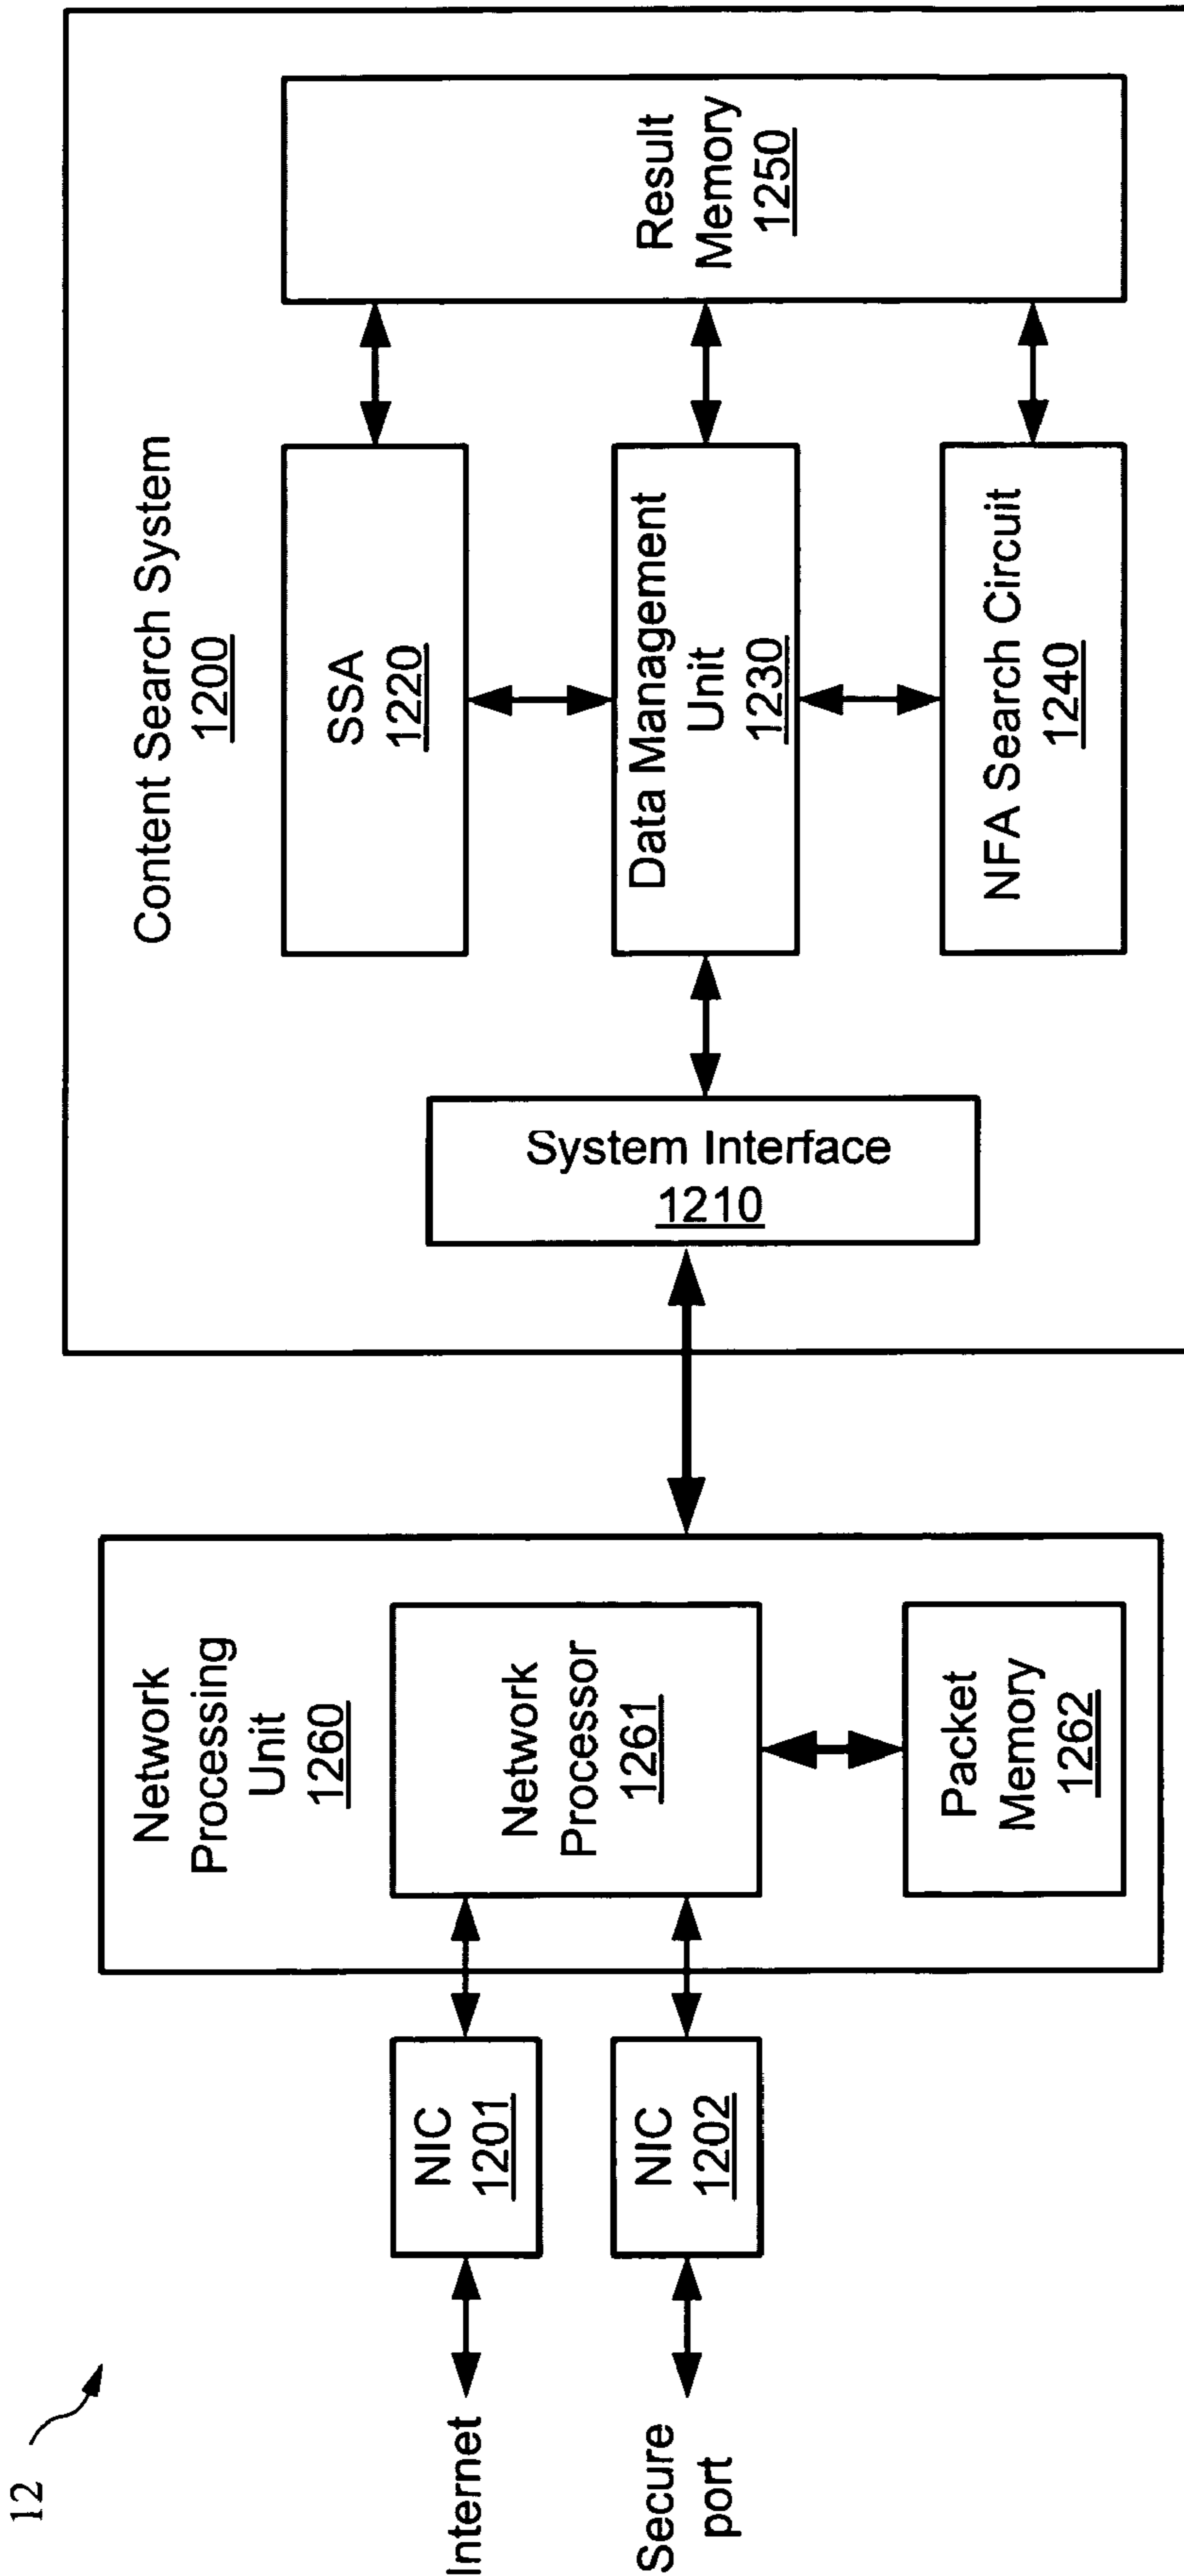 12
Internet
Secure
port
NIC
1201
NIC
1202
Network
Processing
Unit
1260
Network
Processor
1261
Packet
Memory
1262
Content Search System
1200
System Interface
1210
SSA
1220
Data Management
Unit
1230
NFA Search Circuit
1240
Result
Memory
1250